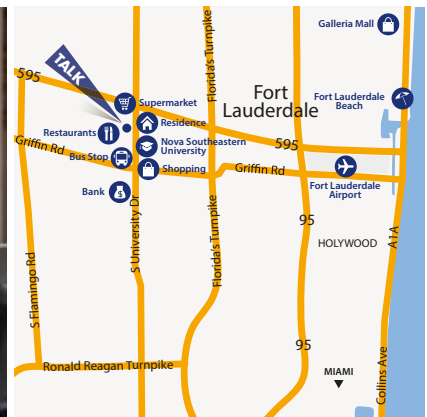 Galleria Mall
595
TALK
Florida's Turnpike
Fort
Lauderdale
Fort Lauderdale
Beach
Supermarket
Residence
Restaurants
Nova Southeastern
University
595
Griffin Rd
Bus Stop
Shopping
Griffin Rd
Fort Lauderdale
Airport
Bank
S University Dr
Florida's Turnpike
95
HOLYWOOD
A1A
S Flamingo Rd
95
Ronald Reagan Turnpike
MIAMI
Collins Ave